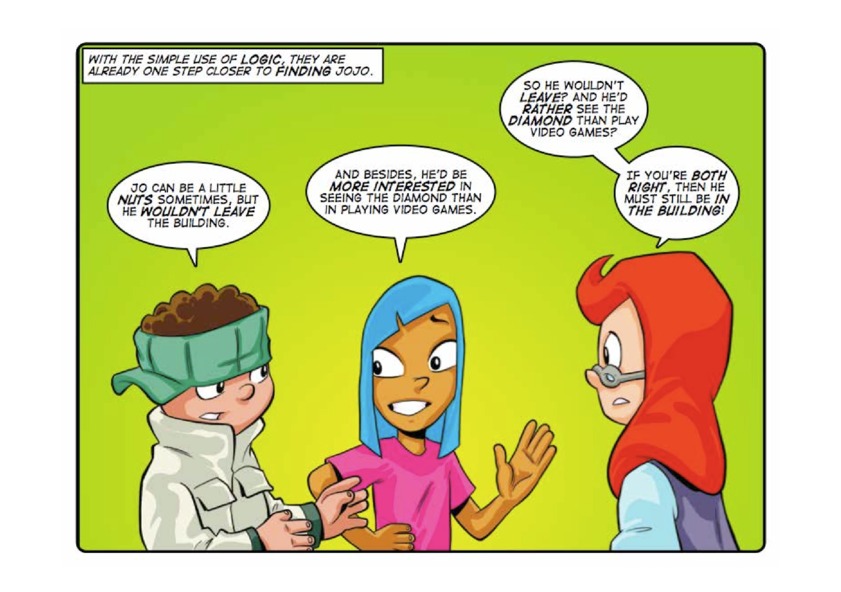 WITH THE SIMPLE USE OF LOGIC, THEY ARE
ALREADY ONE STEP CLOSER TO FINDING JOJO.
JO CAN BE A LITTLE
NUTS SOMETIMES, BUT
HE WOULDN'T LEAVE
THE BUILDING.
AND BESIDES, HE'D BE
MORE INTERESTED IN
SEEING THE DIAMOND THAN
IN PLAYING VIDEO GAMES.
SO HE WOULDN'T
LEAVE? AND HE'D
RATHER SEE THE
DIAMOND THAN PLAY
VIDEO GAMES?
IF YOU'RE BOTH
RIGHT, THEN HE
MUST STILL BE IN
THE BUILDING!